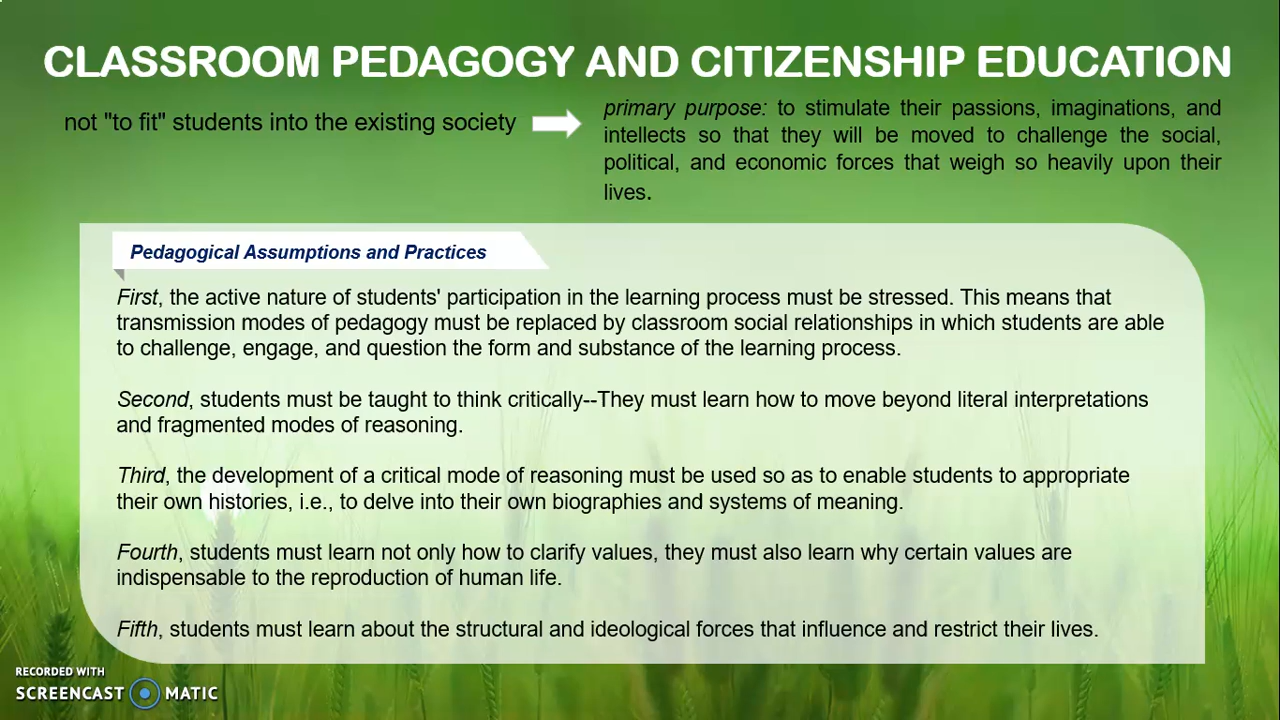 CLASSROOM PEDAGOGY AND CITIZENSHIP EDUCATION
not "to fit" students into the existing society
primary purpose: to stimulate their passions, imaginations, and
intellects so that they will be moved to challenge the social,
political, and economic forces that weigh so heavily upon their
lives.
Pedagogical Assumptions and Practices
First, the active nature of students' participation in the learning process must be stressed. This means that
transmission modes of pedagogy must be replaced by classroom social relationships in which students are able
to challenge, engage, and question the form and substance of the learning process.
Second, students must be taught to think critically--They must learn how to move beyond literal interpretations
and fragmented modes of reasoning.
Third, the development of a critical mode of reasoning must be used so as to enable students to appropriate
their own histories, i.e., to delve into their own biographies and systems of meaning.
Fourth, students must learn not only how to clarify values, they must also learn why certain values are
indispensable to the reproduction of human life.
Fifth, students must learn about the structural and ideological forces that influence and restrict their lives.
RECORDED WITH
SCREENCAST MATIC